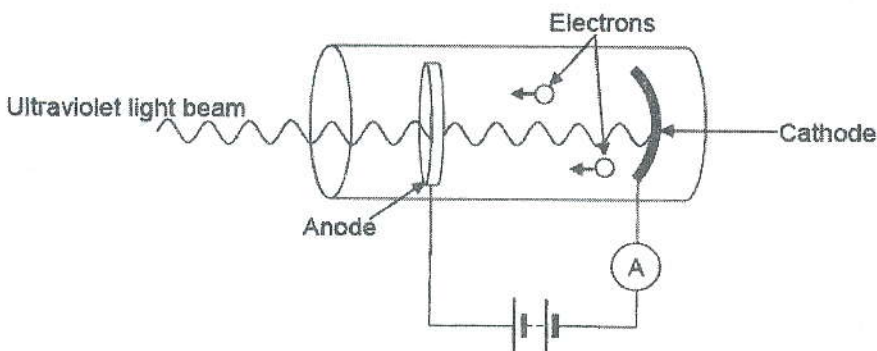 Electrons
Ultraviolet light beam
Cathode
Anode
A